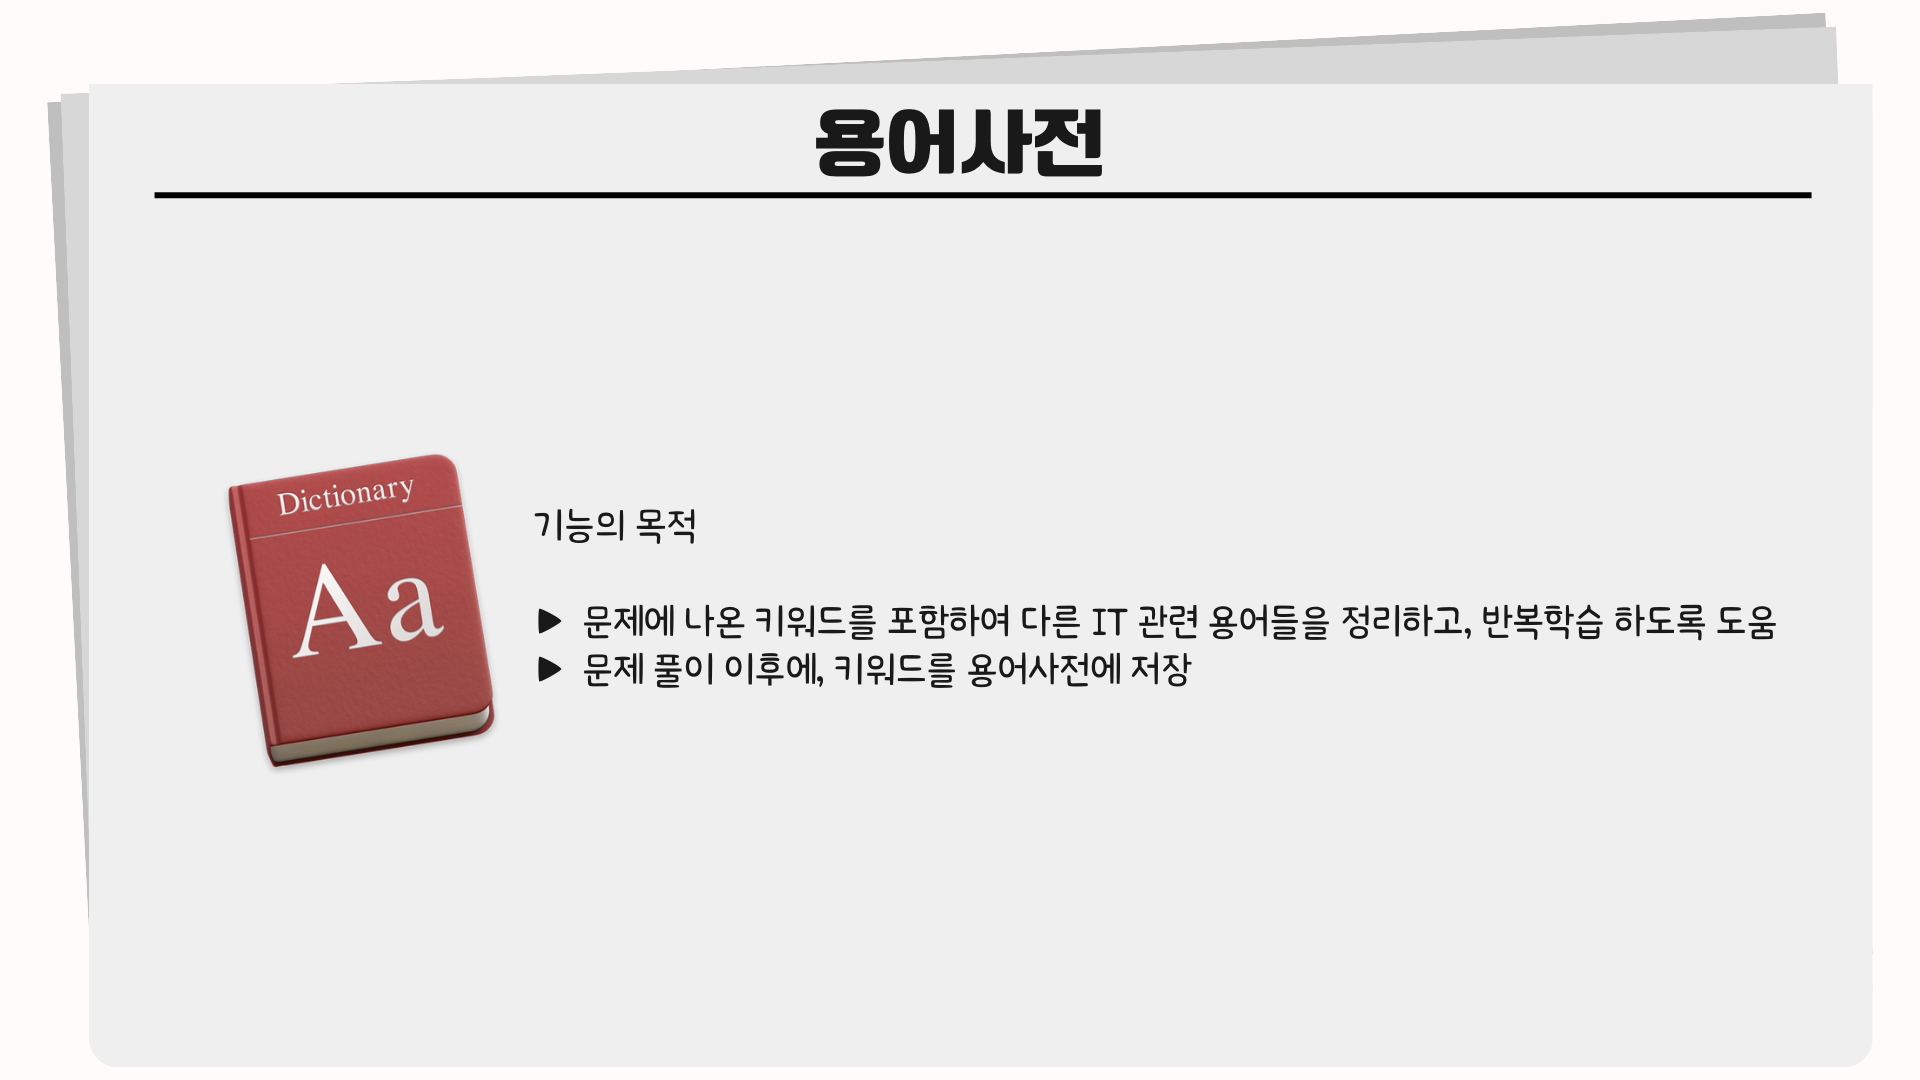 용어사전
Dictionary
Aa
기능의 목적
▶ 문제에 나온 키워드를 포함하여 다른 IT 관련 용어들을 정리하고, 반복학습 하도록 도움
▶ 문제 풀이 이후에, 키워드를 용어사전에 저장